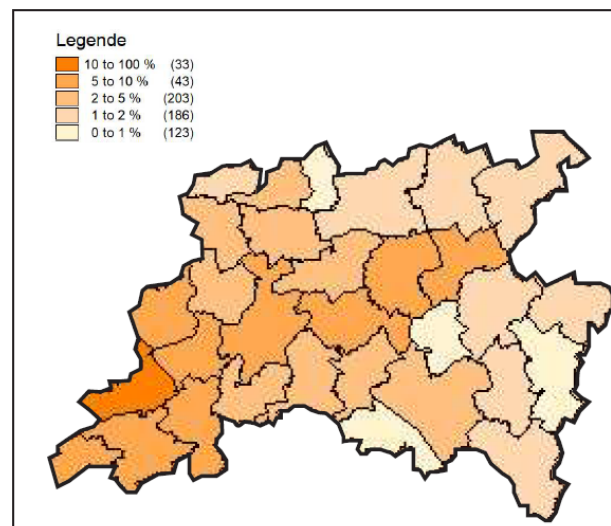 Legende
10 to 100 % (33)
5 to 10 % (43)
2 to 5 % (203)
1 to 2 % (186)
0 to 1 % (123)